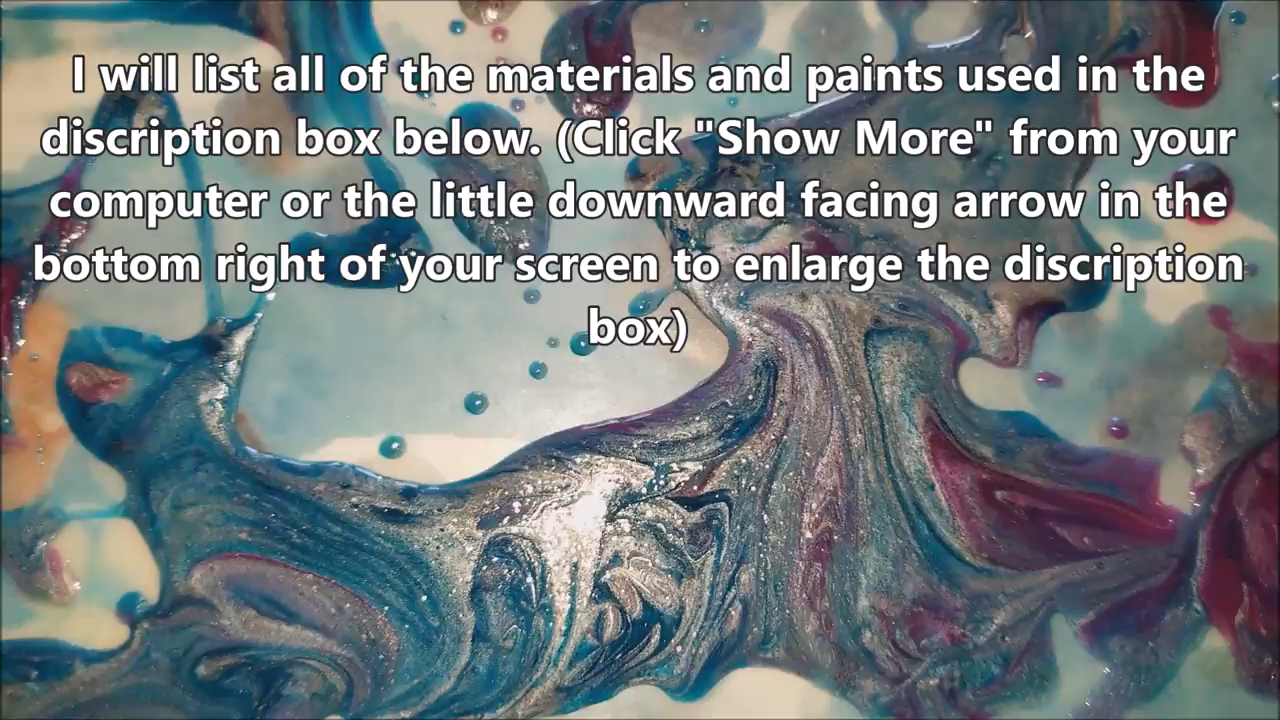 I will list all of the materials and paints used in the
discription box below. (Click "Show More" from your
computer or the little downward facing arrow in the
bottom right of your screen to enlarge the discription
box)